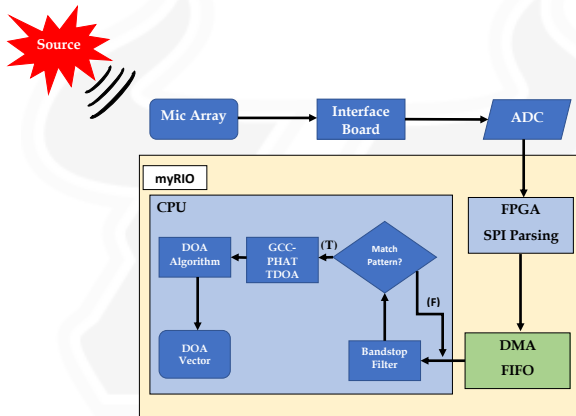 Source
Mic Array
Interface
Board
ADC
myRIO
CPU
FPGA
SPI Parsing
DOA
Algorithm
GCC-
PHAT
TDOA
(T)
Match
Pattern?
(F)
DOA
Vector
Bandstop
Filter
DMA
FIFO